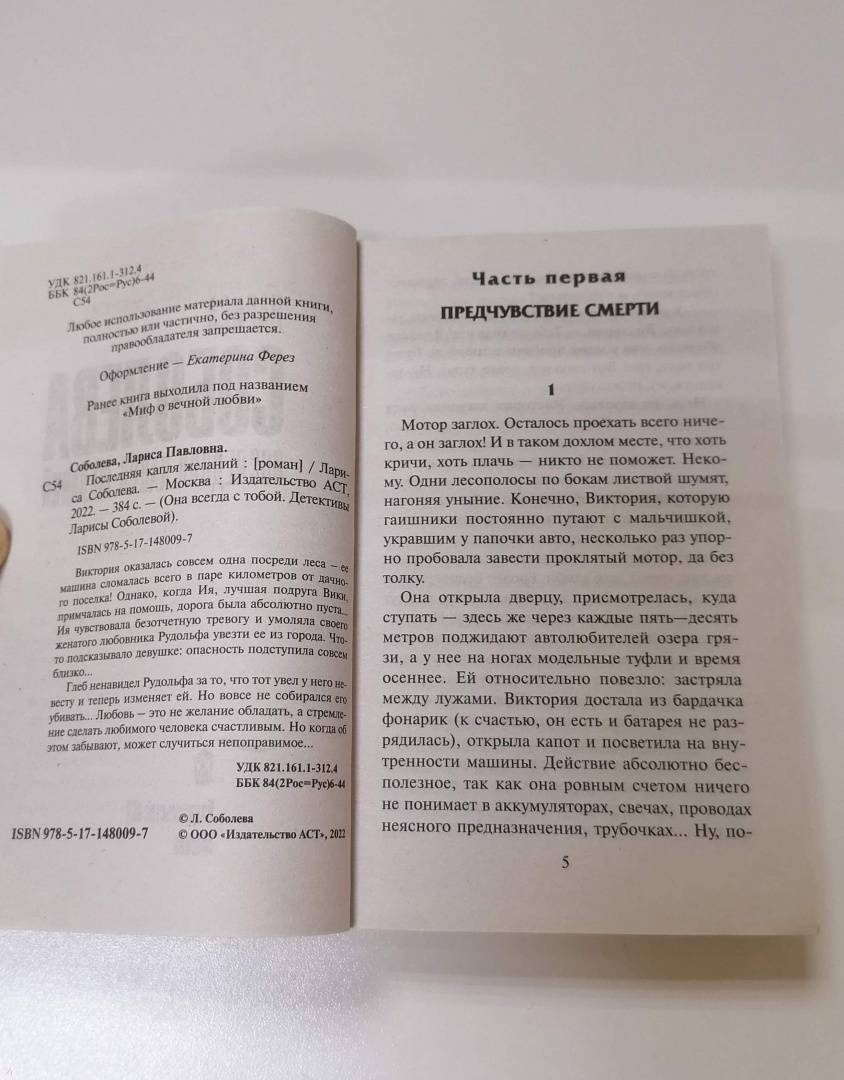 УДК 821.161.1-312.4
ББК 84(2Рос=Рус)6-44
С54
Любое использование материала данной книги,
полностью или частично, без разрешения
правообладателя запрещается.
Оформление — Екатерина Ферез
Ранее книга выходила под названием
«Миф о вечной любви»
Соболева, Лариса Павловна.
С54 Последняя капля желаний : [роман] / Лари-
са Соболева. — Москва : Издательство АСТ,
2022. — 384 с. — (Она всегда с тобой. Детективы
Ларисы Соболевой).
ISBN 978-5-17-148009-7
Виктория оказалась совсем одна посреди леса – ее
машина сломалась всего в паре километров от дачно-
го поселка! Однако, когда Ия, лучшая подруга Вики,
примчалась на помощь, дорога была абсолютно пуста...
Ия чувствовала безотчетную тревогу и умоляла своего
женатого любовника Рудольфа увезти ее из города. Что-
то подсказывало девушке: опасность подступила совсем
близко...
Глеб ненавидел Рудольфа за то, что тот увел у него не-
весту и теперь изменяет ей. Но вовсе не собирался его
убивать... Любовь – это не желание обладать, а стремле-
ние сделать любимого человека счастливым. Но когда об
этом забывают, может случиться непоправимое...
УДК 821.161.1-312.4
ББК 84(2Рос=Рус)6-44
© Л. Соболева
ISBN 978-5-17-148009-7 © ООО «Издательство АСТ», 2022
Часть первая
ПРЕДЧУВСТВИЕ СМЕРТИ
1
Мотор заглох. Осталось проехать всего ниче-
го, а он заглох! И в таком дохлом месте, что хоть
кричи, хоть плачь — никто не поможет. Неко-
му. Одни лесополосы по бокам листвой шумят,
нагоняя уныние. Конечно, Виктория, которую
гаишники постоянно путают с мальчишкой,
укравшим у папочки авто, несколько раз упор-
но пробовала завести проклятый мотор, да без
толку.
Она открыла дверцу, присмотрелась, куда
ступать — здесь же через каждые пять—десять
метров поджидают автолюбителей озера гря-
зи, а у нее на ногах модельные туфли и время
осеннее. Ей относительно повезло: застряла
между лужами. Виктория достала из бардачка
фонарик (к счастью, он есть и батарея не раз-
рядилась), открыла капот и посветила на вну-
тренности машины. Действие абсолютно бес-
полезное, так как она ровным счетом ничего
не понимает в аккумуляторах, свечах, проводах
неясного предназначения, трубочках... Ну, по-
5